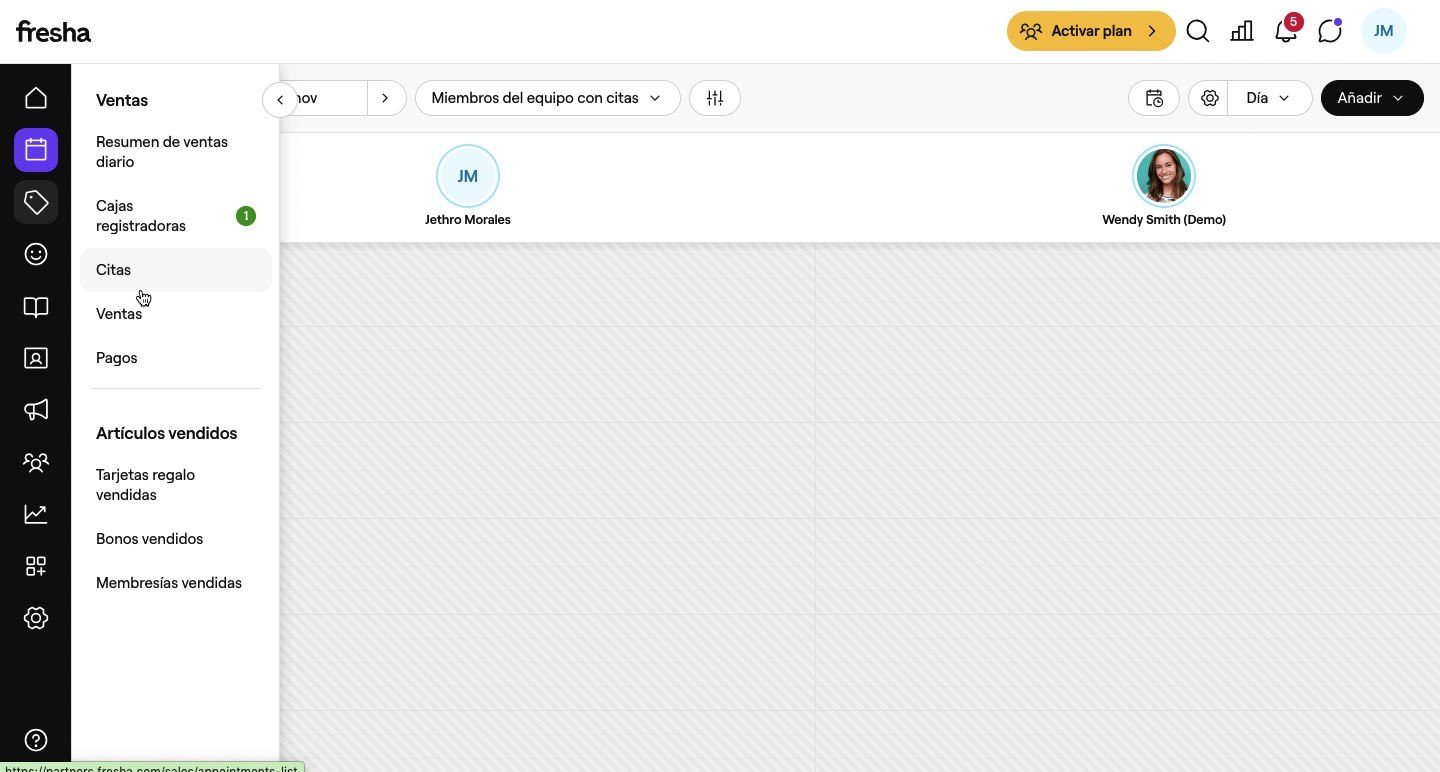 fresha
Activar plan
5
JM
Ventas
nov
Miembros del equipo con citas
Día
Añadir
Resumen de ventas
diario
Cajas
registradoras
1
Citas
Ventas
Pagos
Artículos vendidos
Tarjetas regalo
vendidas
Bonos vendidos
Membresías vendidas
JM
Jethro Morales
Wendy Smith (Demo)
https://partners.fresha.com/sales/appointments-list